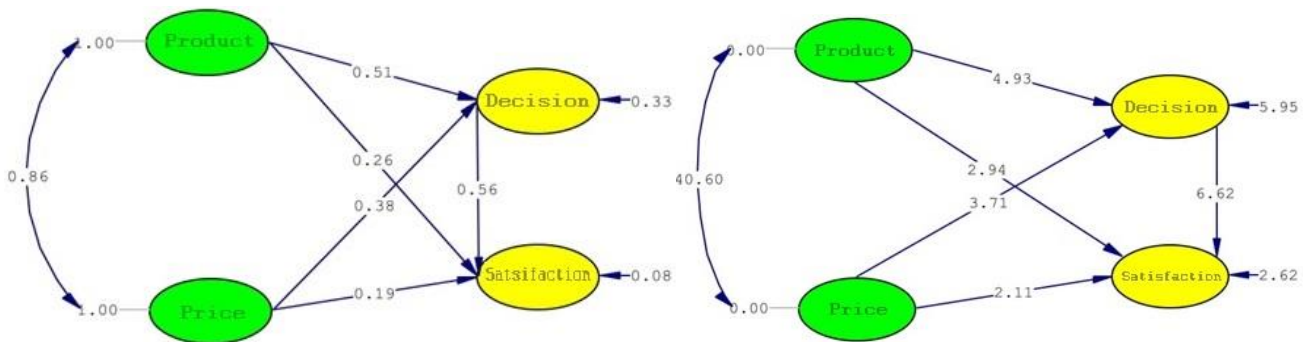 1.00
Product
0.51
Decision
0.33
0.86
0.26
0.56
0.38
Satsifaction
0.08
0.19
1.00
Price
0.00
Product
4.93
Decision
5.95
40.60
2.94
6.62
3.71
Satisfaction
2.62
2.11
0.00
Price